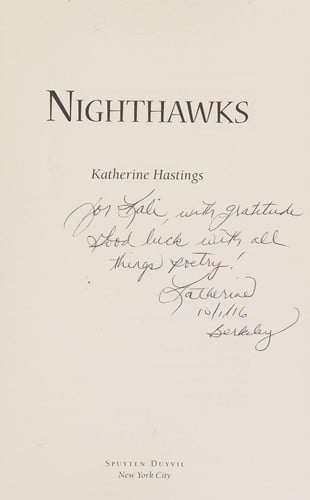 NIGHTHAWKS
Katherine Hastings
for Kali, with gratitude
Good luck with all
things poetry!
Katherine
10/1/16
Berkeley
SPUYTEN DUYVIL
New York City